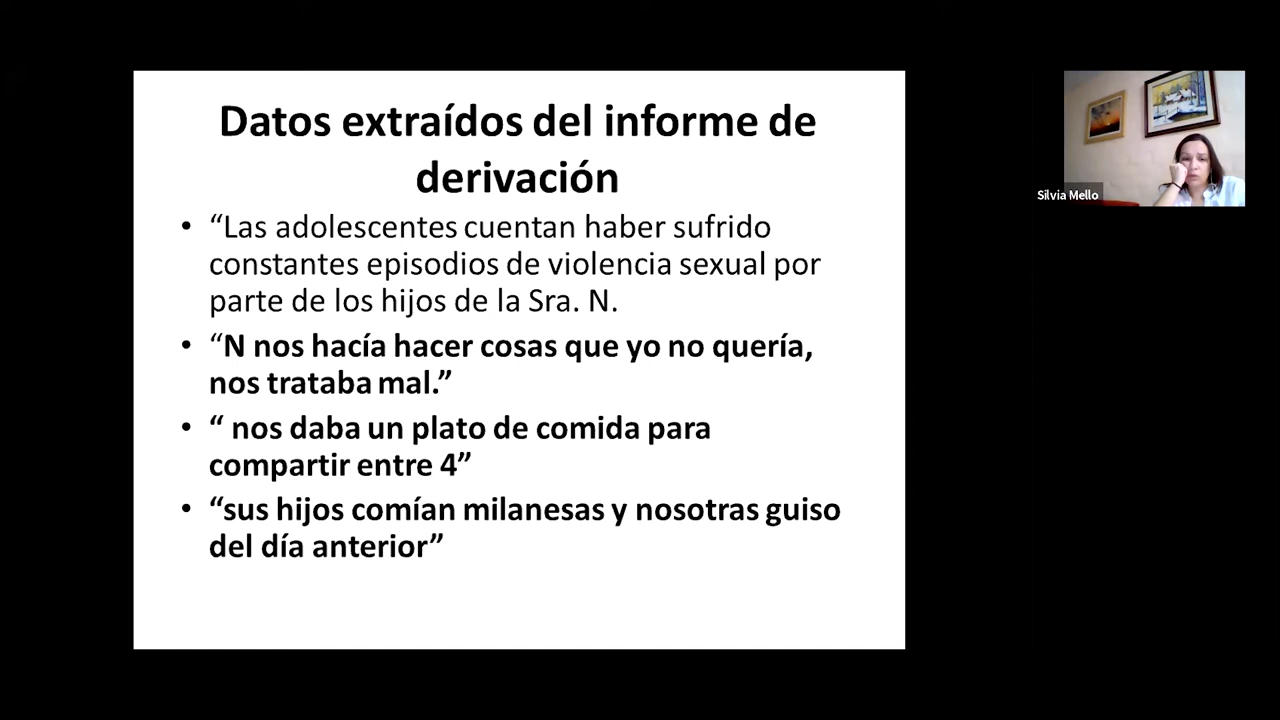 Datos extraídos del informe de
derivación
• “Las adolescentes cuentan haber sufrido
constantes episodios de violencia sexual por
parte de los hijos de la Sra. N.
• “N nos hacía hacer cosas que yo no quería,
nos trataba mal.”
• “ nos daba un plato de comida para
compartir entre 4”
• “sus hijos comían milanesas y nosotras guiso
del día anterior”
Silvia Mello